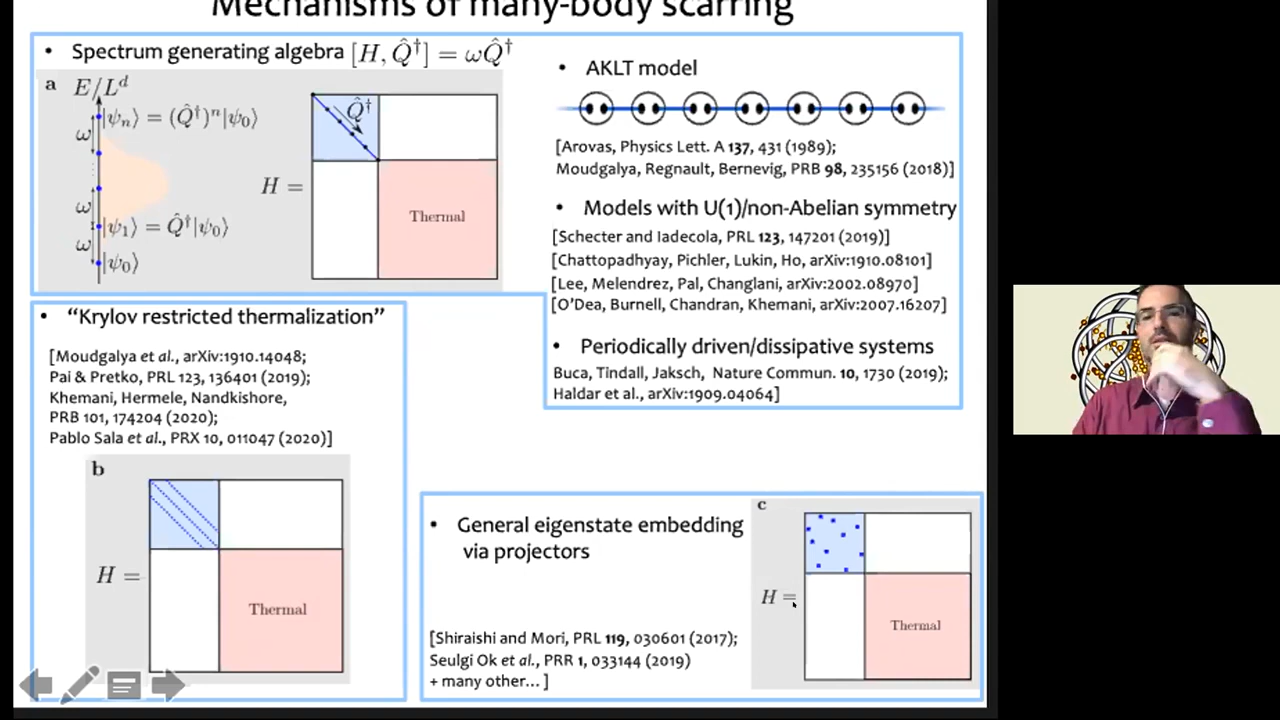 Mechanisms of many-body scarring
• Spectrum generating algebra [H, Q̂†] = ωQ̂†
a E/L^d
|ψn⟩ = (Q̂†)^n|ψ0⟩
ω
ω
|ψ1⟩ = Q̂†|ψ0⟩
ω
|ψ0⟩
Q̂†
H =
Thermal
• AKLT model
[Arovas, Physics Lett. A 137, 431 (1989);
Moudgalya, Regnault, Bernevig, PRB 98, 235156 (2018)]
• Models with U(1)/non-Abelian symmetry
[Schecter and Iadecola, PRL 123, 147201 (2019)]
[Chattopadhyay, Pichler, Lukin, Ho, arXiv:1910.08101]
[Lee, Melendrez, Pal, Changlani, arXiv:2002.08970]
[O'Dea, Burnell, Chandran, Khemani, arXiv:2007.16207]
• Periodically driven/dissipative systems
Buca, Tindall, Jaksch, Nature Commun. 10, 1730 (2019);
Haldar et al., arXiv:1909.04064]
• “Krylov restricted thermalization”
[Moudgalya et al., arXiv:1910.14048;
Pai & Pretko, PRL 123, 136401 (2019);
Khemani, Hermele, Nandkishore,
PRB 101, 174204 (2020);
Pablo Sala et al., PRX 10, 011047 (2020)]
b
H =
Thermal
• General eigenstate embedding
via projectors
[Shiraishi and Mori, PRL 119, 030601 (2017);
Seulgi Ok et al., PRR 1, 033144 (2019)
+ many other... ]
c
H =
Thermal